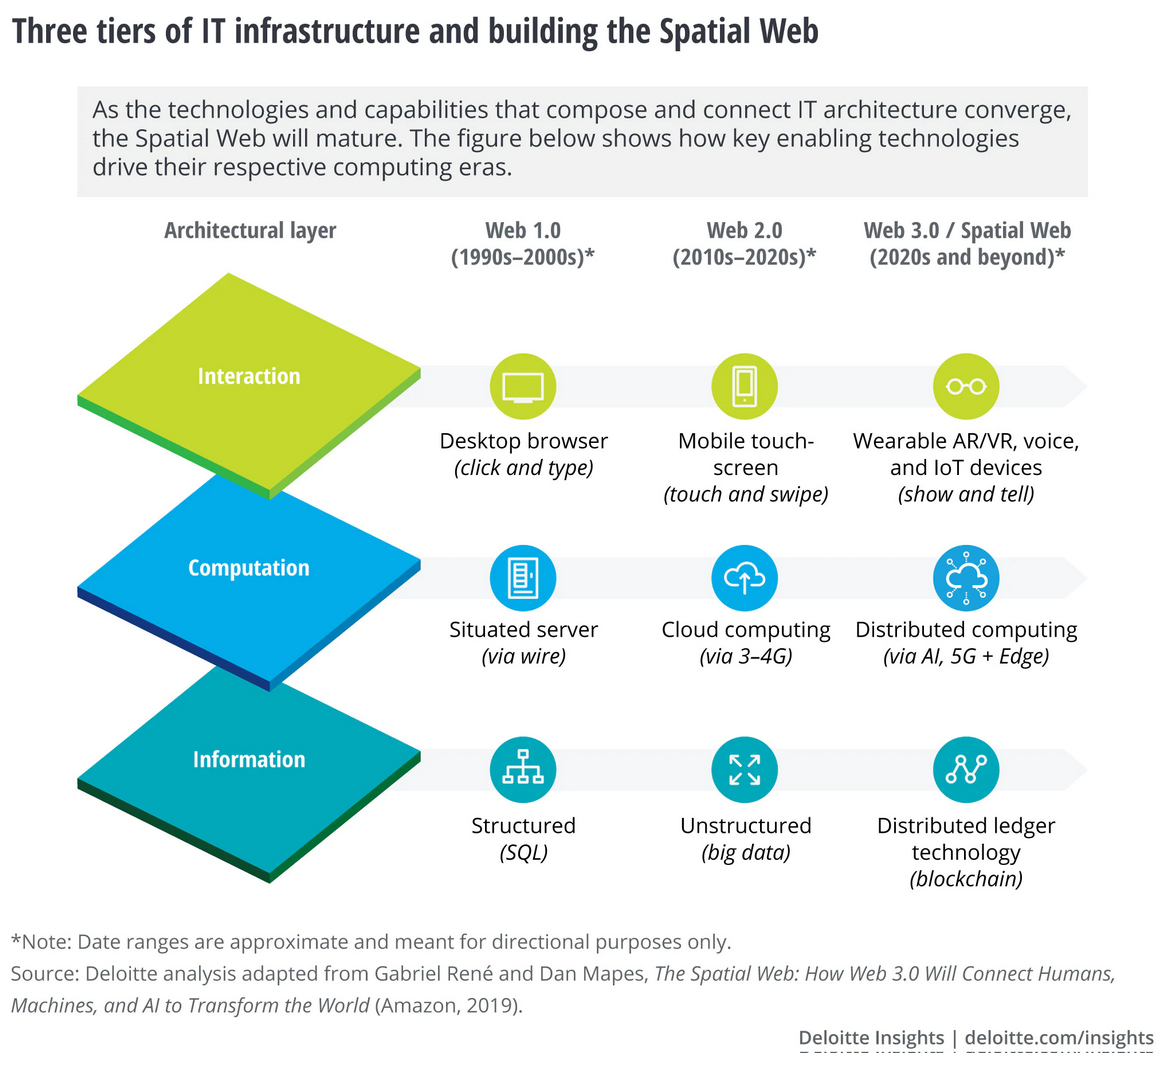 Three tiers of IT infrastructure and building the Spatial Web
As the technologies and capabilities that compose and connect IT architecture converge,
the Spatial Web will mature. The figure below shows how key enabling technologies
drive their respective computing eras.
Architectural layer
Web 1.0
(1990s–2000s)*
Web 2.0
(2010s–2020s)*
Web 3.0 / Spatial Web
(2020s and beyond)*
Interaction
Desktop browser
(click and type)
Mobile touch-
screen
(touch and swipe)
Wearable AR/VR, voice,
and IoT devices
(show and tell)
Computation
Situated server
(via wire)
Cloud computing
(via 3–4G)
Distributed computing
(via AI, 5G + Edge)
Information
Structured
(SQL)
Unstructured
(big data)
Distributed ledger
technology
(blockchain)
*Note: Date ranges are approximate and meant for directional purposes only.
Source: Deloitte analysis adapted from Gabriel René and Dan Mapes, The Spatial Web: How Web 3.0 Will Connect Humans,
Machines, and AI to Transform the World (Amazon, 2019).
Deloitte Insights | deloitte.com/insights